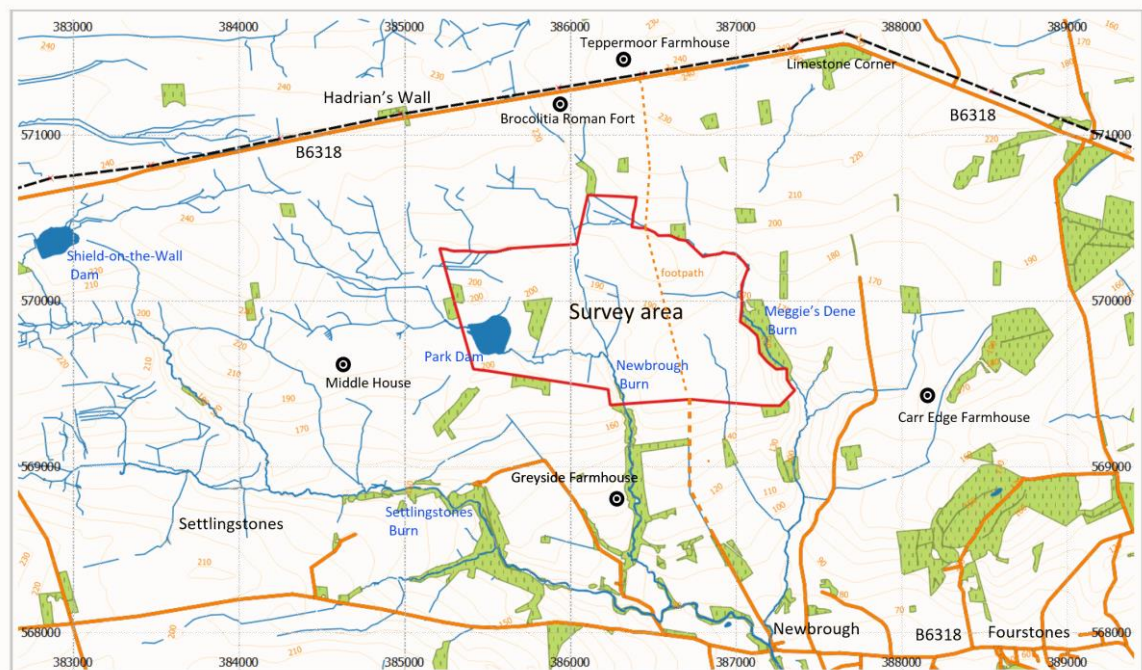 383000 384000 385000 386000 387000 388000 389000
Teppermoor Farmhouse
Limestone Corner
Hadrian's Wall
Brocolitia Roman Fort
B6318
571000
571000
B6318
Shield-on-the-Wall
Dam
footpath
570000
570000
Survey area
Meggie's Dene
Burn
Park Dam
Newbrough
Burn
Middle House
Carr Edge Farmhouse
569000
569000
Greyside Farmhouse
Settlingstones
Burn
Settlingstones
568000
568000
Newbrough
B6318
Fourstones
383000 384000 385000 386000 387000 388000 389000